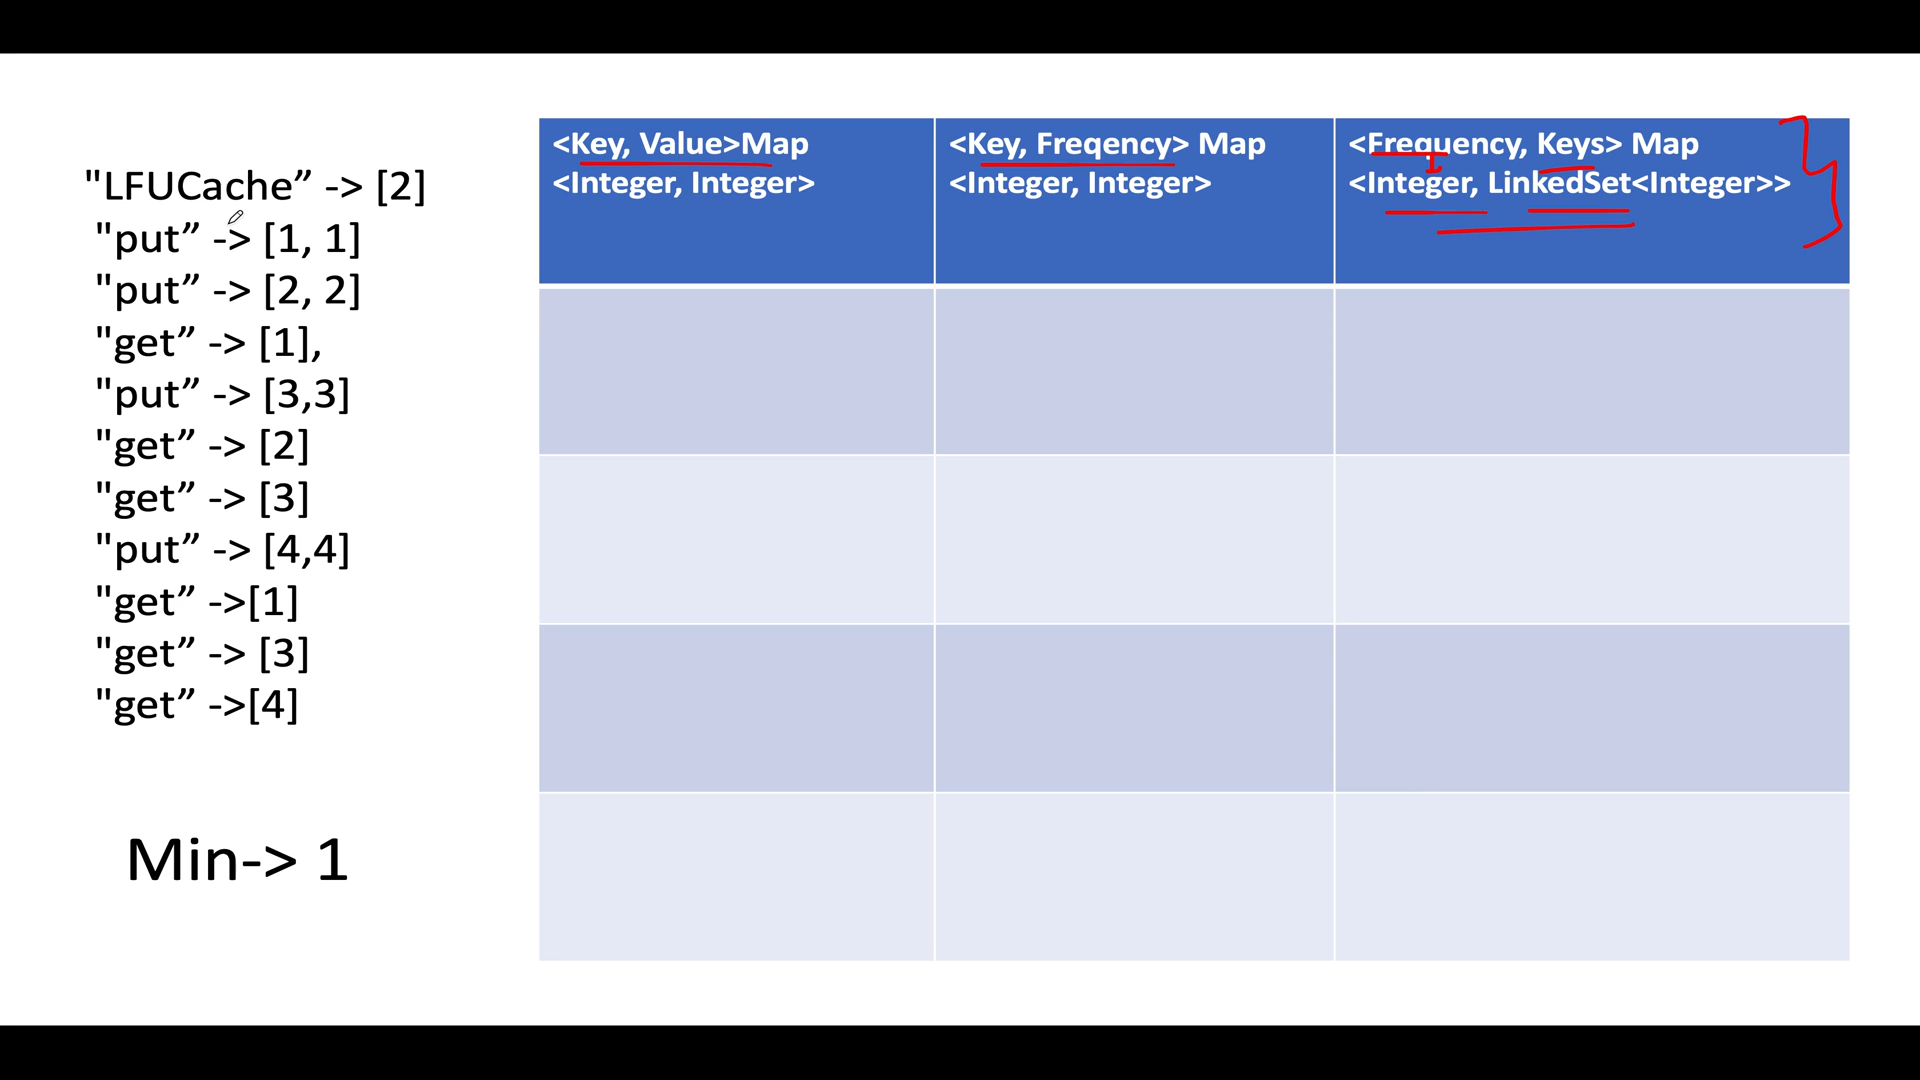 "LFUCache” -> [2]
"put” -> [1, 1]
"put” -> [2, 2]
"get” -> [1],
"put” -> [3,3]
"get” -> [2]
"get” -> [3]
"put” -> [4,4]
"get” ->[1]
"get” -> [3]
"get” ->[4]
Min-> 1
<Key, Value>Map
<Integer, Integer>
<Key, Freqency> Map
<Integer, Integer>
<Frequency, Keys> Map
<Integer, LinkedSet<Integer>>